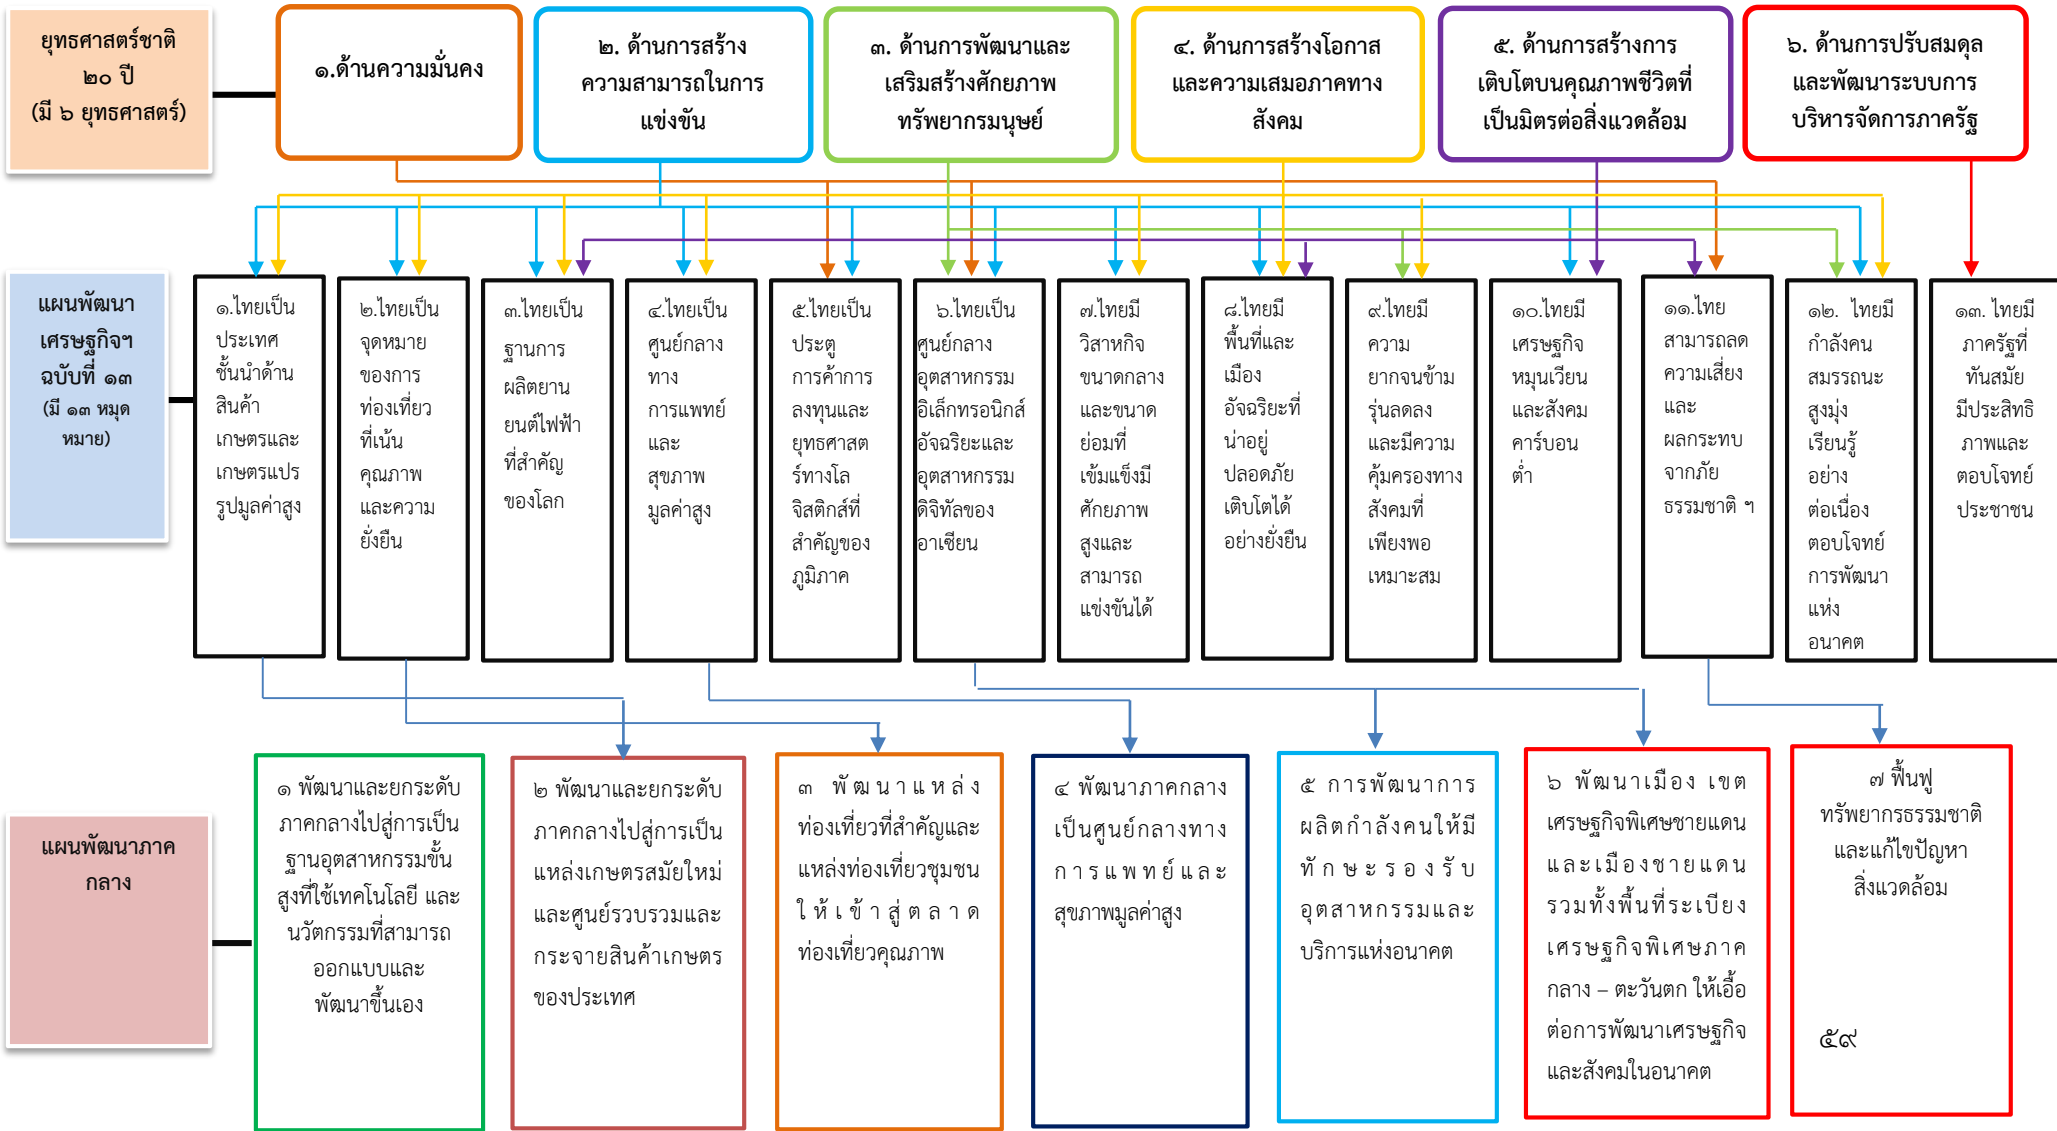 ยุทธศาสตร์ชาติ
๒๐ ปี
(มี ๖ ยุทธศาสตร์)
๑.ด้านความมั่นคง
๒. ด้านการสร้าง
ความสามารถในการ
แข่งขัน
๓. ด้านการพัฒนาและ
เสริมสร้างศักยภาพ
ทรัพยากรมนุษย์
๔. ด้านการสร้างโอกาส
และความเสมอภาคทาง
สังคม
๕. ด้านการสร้างการ
เติบโตบนคุณภาพชีวิตที่
เป็นมิตรต่อสิ่งแวดล้อม
๖. ด้านการปรับสมดุล
และพัฒนาระบบการ
บริหารจัดการภาครัฐ
แผนพัฒนา
เศรษฐกิจฯ
ฉบับที่ ๑๓
(มี ๑๓ หมุด
หมาย)
๑.ไทยเป็น
ประเทศ
ชั้นนำด้าน
สินค้า
เกษตรและ
เกษตรแปร
รูปมูลค่าสูง
๒.ไทยเป็น
จุดหมาย
ของการ
ท่องเที่ยว
ที่เน้น
คุณภาพ
และความ
ยั่งยืน
๓.ไทยเป็น
ฐานการ
ผลิตยาน
ยนต์ไฟฟ้า
ที่สำคัญ
ของโลก
๔.ไทยเป็น
ศูนย์กลาง
ทาง
การแพทย์
และ
สุขภาพ
มูลค่าสูง
๕.ไทยเป็น
ประตู
การค้าการ
ลงทุนและ
ยุทธศาสต
ร์ทางโล
จิสติกส์ที่
สำคัญของ
ภูมิภาค
๖.ไทยเป็น
ศูนย์กลาง
อุตสาหกรรม
อิเล็กทรอนิกส์
อัจฉริยะและ
อุตสาหกรรม
ดิจิทัลของ
อาเซียน
๗.ไทยมี
วิสาหกิจ
ขนาดกลาง
และขนาด
ย่อมที่
เข้มแข็งมี
ศักยภาพ
สูงและ
สามารถ
แข่งขันได้
๘.ไทยมี
พื้นที่และ
เมือง
อัจฉริยะที่
น่าอยู่
ปลอดภัย
เติบโตได้
อย่างยั่งยืน
๙.ไทยมี
ความ
ยากจนข้าม
รุ่นลดลง
และมีความ
คุ้มครองทาง
สังคมที่
เพียงพอ
เหมาะสม
๑๐.ไทยมี
เศรษฐกิจ
หมุนเวียน
และสังคม
คาร์บอน
ต่ำ
๑๑.ไทย
สามารถลด
ความเสี่ยง
และ
ผลกระทบ
จากภัย
ธรรมชาติ ฯ
๑๒. ไทยมี
กำลังคน
สมรรถนะ
สูงมุ่ง
เรียนรู้
อย่าง
ต่อเนื่อง
ตอบโจทย์
การพัฒนา
แห่ง
อนาคต
๑๓. ไทยมี
ภาครัฐที่
ทันสมัย
มีประสิทธิ
ภาพและ
ตอบโจทย์
ประชาชน
แผนพัฒนาภาค
กลาง
๑ พัฒนาและยกระดับ
ภาคกลางไปสู่การเป็น
ฐานอุตสาหกรรมขั้น
สูงที่ใช้เทคโนโลยี และ
นวัตกรรมที่สามารถ
ออกแบบและ
พัฒนาขึ้นเอง
๒ พัฒนาและยกระดับ
ภาคกลางไปสู่การเป็น
แหล่งเกษตรสมัยใหม่
และศูนย์รวบรวมและ
กระจายสินค้าเกษตร
ของประเทศ
๓ พัฒนาแหล่ง
ท่องเที่ยวที่สำคัญและ
แหล่งท่องเที่ยวชุมชน
ให้เข้าสู่ตลาด
ท่องเที่ยวคุณภาพ
๔ พัฒนาภาคกลาง
เป็นศูนย์กลางทาง
การแพทย์และ
สุขภาพมูลค่าสูง
๕ การพัฒนาการ
ผลิตกำลังคนให้มี
ทักษะรองรับ
อุตสาหกรรมและ
บริการแห่งอนาคต
๖ พัฒนาเมือง เขต
เศรษฐกิจพิเศษชายแดน
และเมืองชายแดน
รวมทั้งพื้นที่ระเบียง
เศรษฐกิจพิเศษภาค
กลาง – ตะวันตก ให้เอื้อ
ต่อการพัฒนาเศรษฐกิจ
และสังคมในอนาคต
๗ ฟื้นฟู
ทรัพยากรธรรมชาติ
และแก้ไขปัญหา
สิ่งแวดล้อม
๕๙